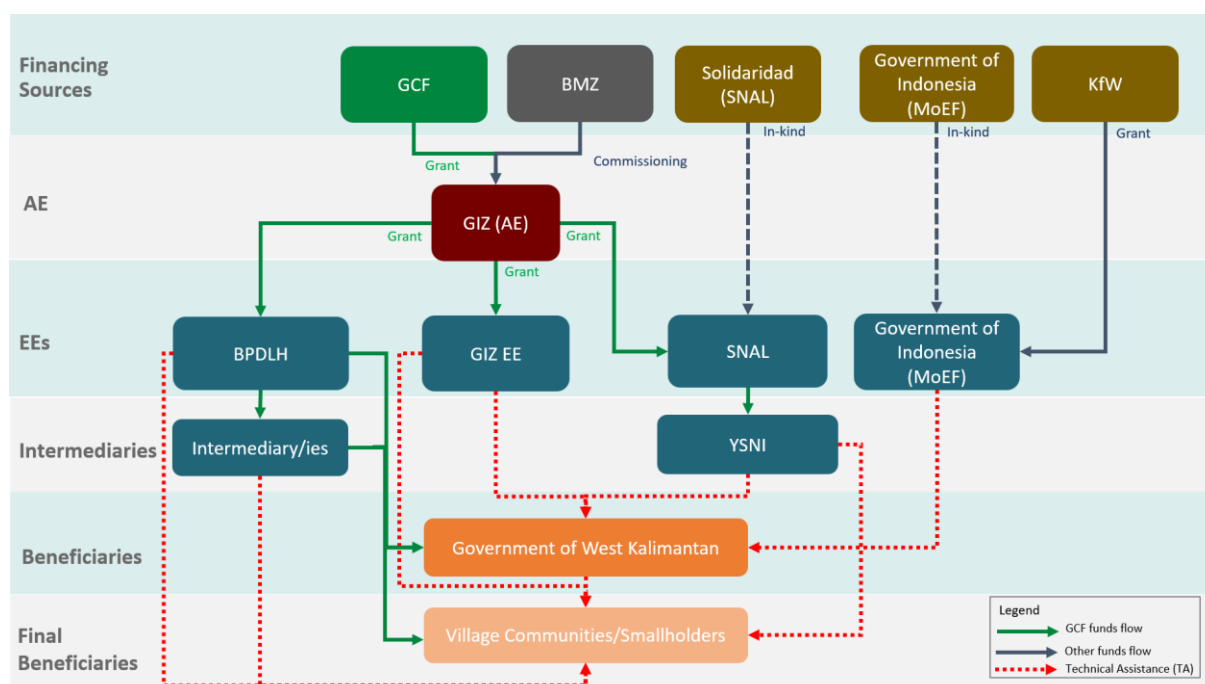 Financing
Sources
GCF
BMZ
Solidaridad
(SNAL)
Government of
Indonesia
(MoEF)
KfW
Grant
Commissioning
In-kind
In-kind
Grant
AE
GIZ (AE)
Grant
Grant
Grant
EEs
BPDLH
GIZ EE
SNAL
Government of
Indonesia
(MoEF)
Intermediaries
Intermediary/ies
YSNI
Beneficiaries
Government of West Kalimantan
Final
Beneficiaries
Village Communities/Smallholders
Legend
GCF funds flow
Other funds flow
Technical Assistance (TA)